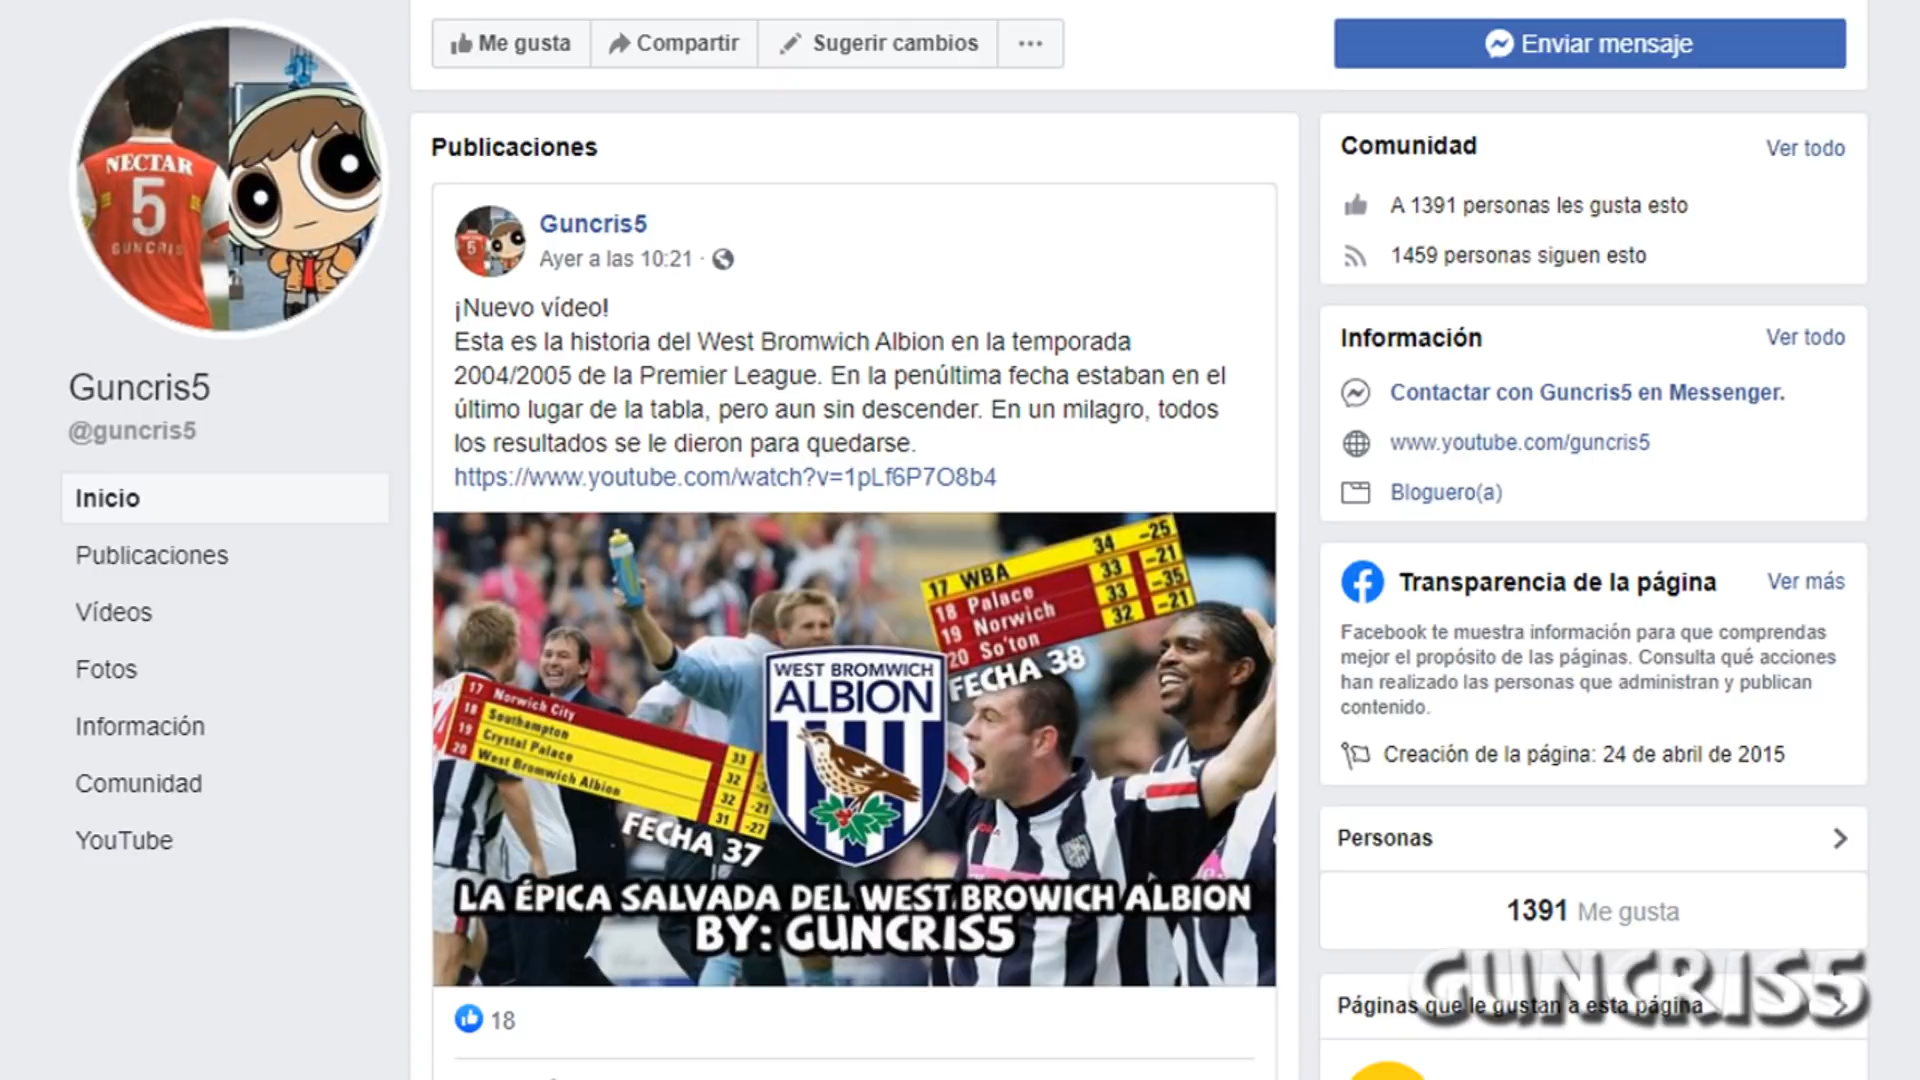 Me gusta
Compartir
Sugerir cambios
Enviar mensaje
NECTAR
5
GUNCRIS
Guncris5
@guncris5
Inicio
Publicaciones
Vídeos
Fotos
Información
Comunidad
YouTube
Publicaciones
Guncris5
Ayer a las 10:21 ·
¡Nuevo vídeo!
Esta es la historia del West Bromwich Albion en la temporada
2004/2005 de la Premier League. En la penúltima fecha estaban en el
último lugar de la tabla, pero aun sin descender. En un milagro, todos
los resultados se le dieron para quedarse.
https://www.youtube.com/watch?v=1pLf6P7O8b4
17 WBA 34 -25
18 Palace 33 -21
19 Norwich 33 -35
20 So'ton 32 -21
FECHA 38
WEST BROMWICH
ALBION
17 Norwich City 33
18 Southampton 32
19 Crystal Palace 32 -21
20 West Bromwich Albion 31 -27
FECHA 37
LA ÉPICA SALVADA DEL WEST BROWICH ALBION
BY: GUNCRIS5
18
Comunidad
Ver todo
A 1391 personas les gusta esto
1459 personas siguen esto
Información
Ver todo
Contactar con Guncris5 en Messenger.
www.youtube.com/guncris5
Bloguero(a)
Transparencia de la página
Ver más
Facebook te muestra información para que comprendas
mejor el propósito de las páginas. Consulta qué acciones
han realizado las personas que administran y publican
contenido.
Creación de la página: 24 de abril de 2015
Personas
1391 Me gusta
Páginas que le gustan a esta página
GUNCRIS5